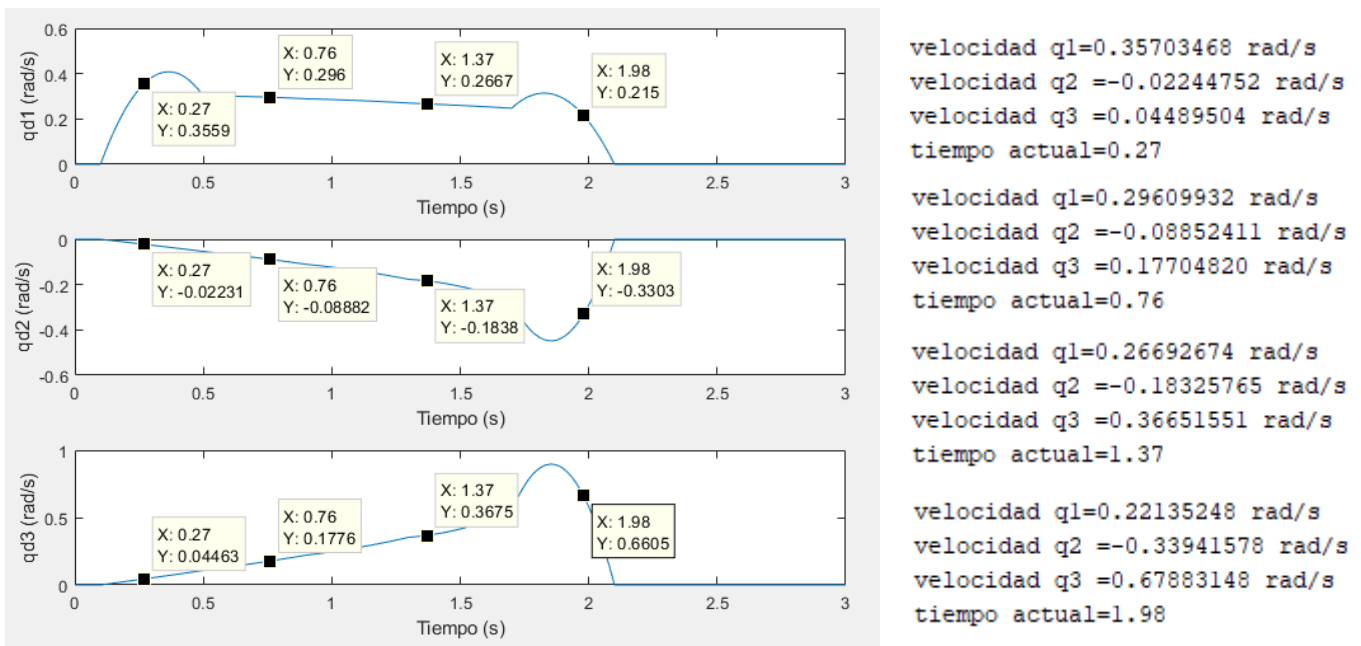 0.6
0.4
0.2
0
qd1 (rad/s)
X: 0.27
Y: 0.3559
X: 0.76
Y: 0.296
X: 1.37
Y: 0.2667
X: 1.98
Y: 0.215
0 0.5 1 1.5 2 2.5 3
Tiempo (s)
0
-0.2
-0.4
-0.6
qd2 (rad/s)
X: 0.27
Y: -0.02231
X: 0.76
Y: -0.08882
X: 1.37
Y: -0.1838
X: 1.98
Y: -0.3303
0 0.5 1 1.5 2 2.5 3
Tiempo (s)
1
0.5
0
qd3 (rad/s)
X: 0.27
Y: 0.04463
X: 0.76
Y: 0.1776
X: 1.37
Y: 0.3675
X: 1.98
Y: 0.6605
0 0.5 1 1.5 2 2.5 3
Tiempo (s)
velocidad q1=0.35703468 rad/s
velocidad q2 =-0.02244752 rad/s
velocidad q3 =0.04489504 rad/s
tiempo actual=0.27
velocidad q1=0.29609932 rad/s
velocidad q2 =-0.08852411 rad/s
velocidad q3 =0.17704820 rad/s
tiempo actual=0.76
velocidad q1=0.26692674 rad/s
velocidad q2 =-0.18325765 rad/s
velocidad q3 =0.36651551 rad/s
tiempo actual=1.37
velocidad q1=0.22135248 rad/s
velocidad q2 =-0.33941578 rad/s
velocidad q3 =0.67883148 rad/s
tiempo actual=1.98